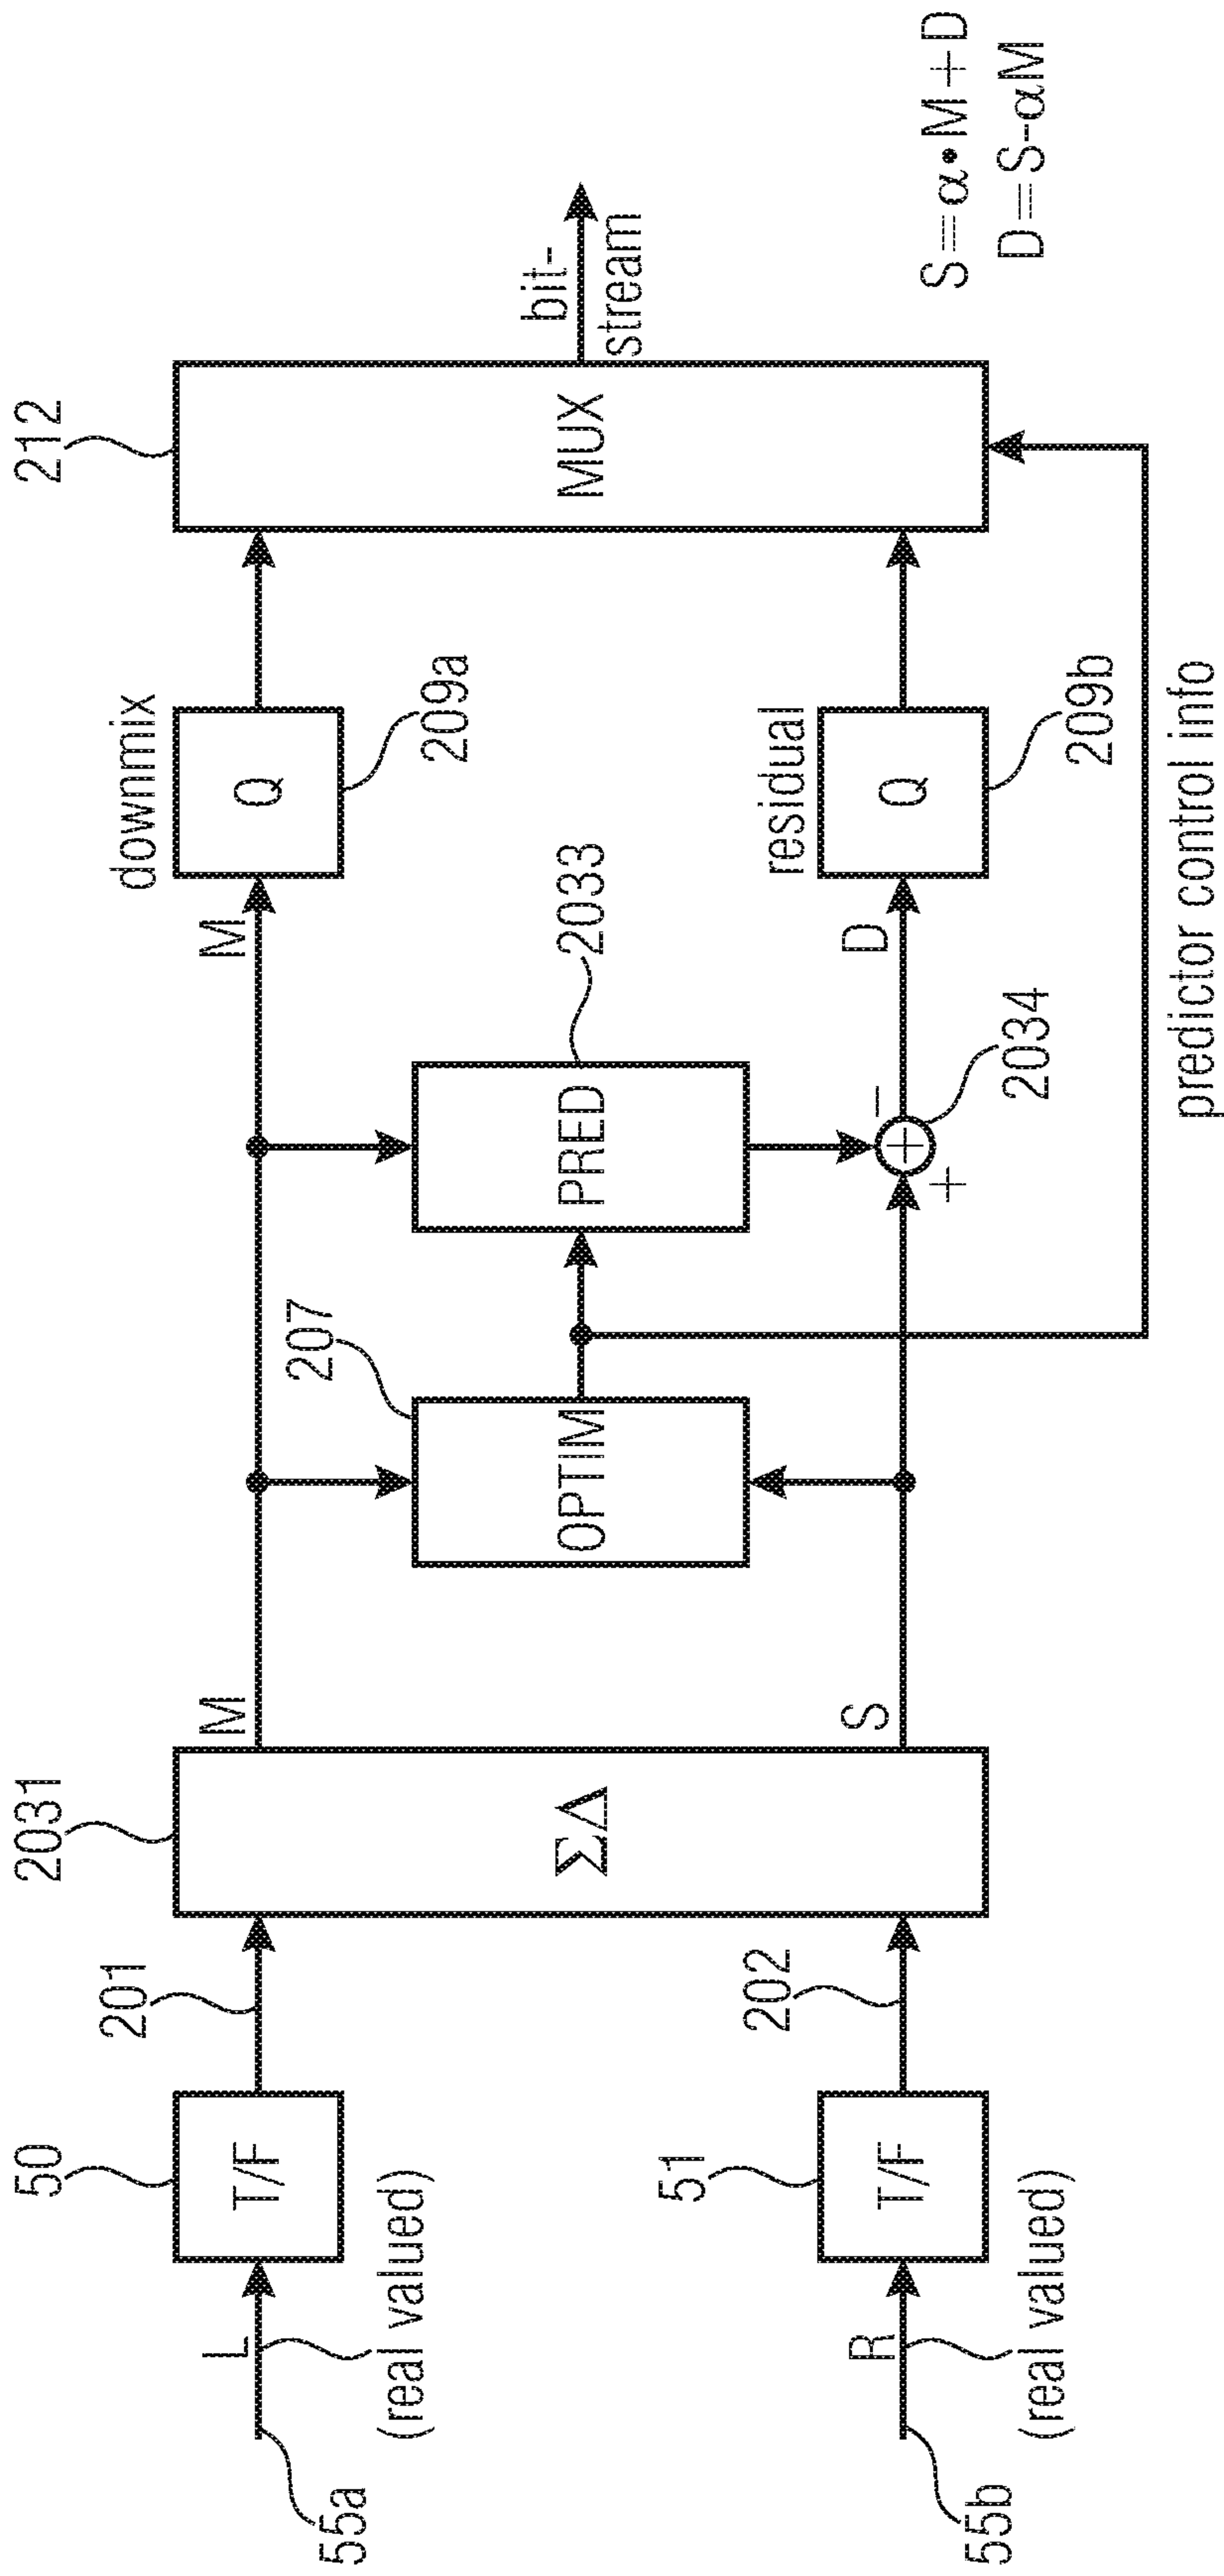 55a
L
(real valued)
50
T/F
201
55b
R
(real valued)
51
T/F
202
2031
ΣΔ
M
S
207
OPTIM
PRED
2033
2034
+
+
−
M
D
downmix
Q
209a
residual
Q
209b
predictor control info
212
MUX
bit-
stream
S=α•M+D
D=S-αM